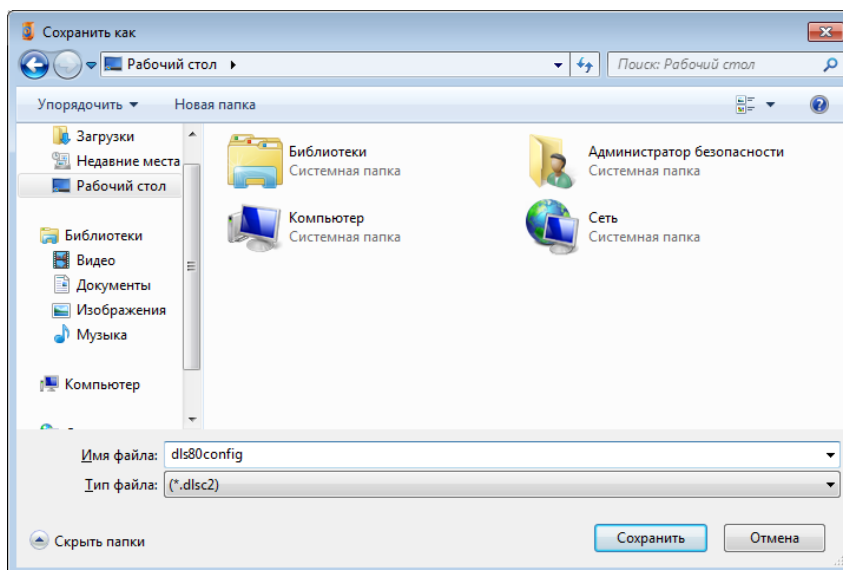 Сохранить как
Рабочий стол
Поиск: Рабочий стол
Упорядочить
Новая папка
Загрузки
Недавние места
Рабочий стол
Библиотеки
Видео
Документы
Изображения
Музыка
Компьютер
Библиотеки
Системная папка
Администратор безопасности
Системная папка
Компьютер
Системная папка
Сеть
Системная папка
Имя файла: dls80config
Тип файла: (*.dlsc2)
Скрыть папки
Сохранить
Отмена